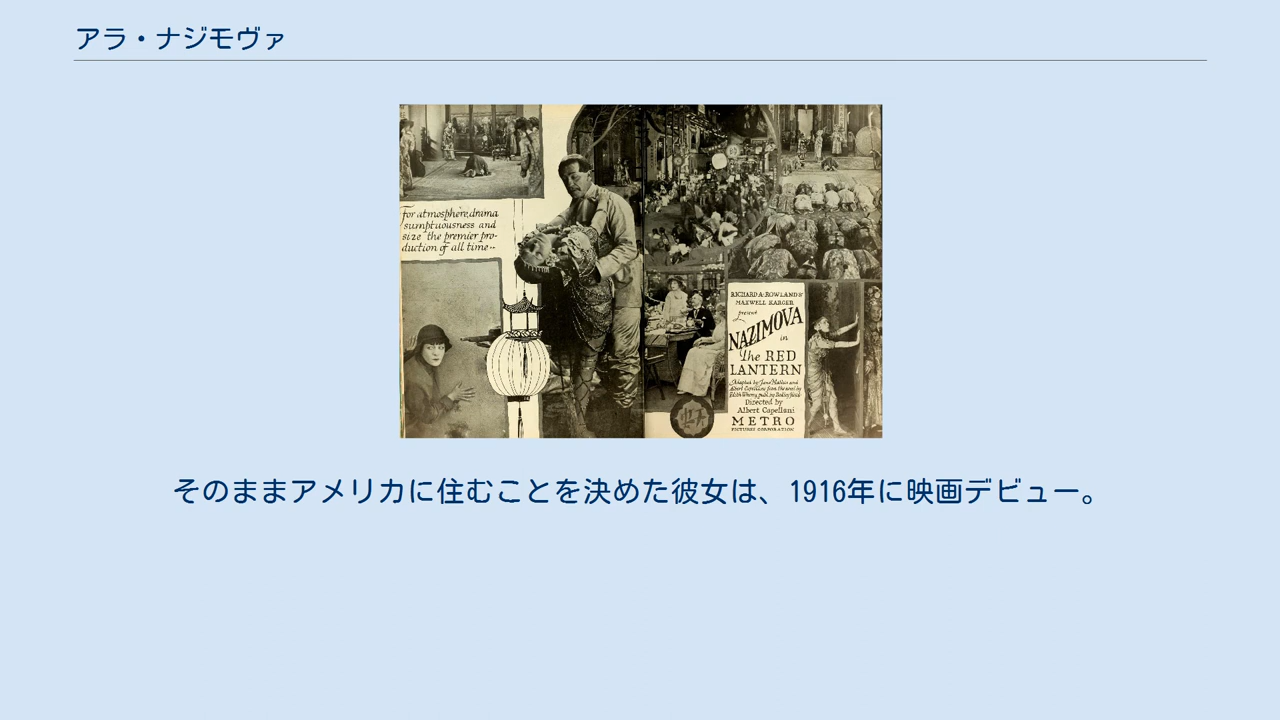 アラ・ナジモヴァ
For atmosphere, drama
sumptuousness and
size the premier pro-
duction of all time--
RICHARD A. ROWLAND &
MAXWELL KARGER
present
NAZIMOVA
in
The RED
LANTERN
Directed by
Albert Capellani
METRO
PICTURES CORPORATION
そのままアメリカに住むことを決めた彼女は、1916年に映画デビュー。